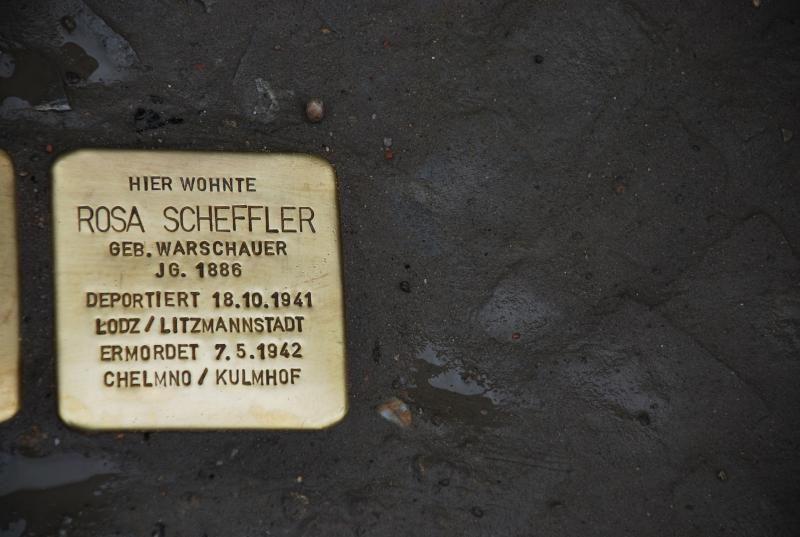 HIER WOHNTE
ROSA SCHEFFLER
GEB. WARSCHAUER
JG. 1886
DEPORTIERT 18.10.1941
ŁODZ / LITZMANNSTADT
ERMORDET 7.5.1942
CHELMNO / KULMHOF